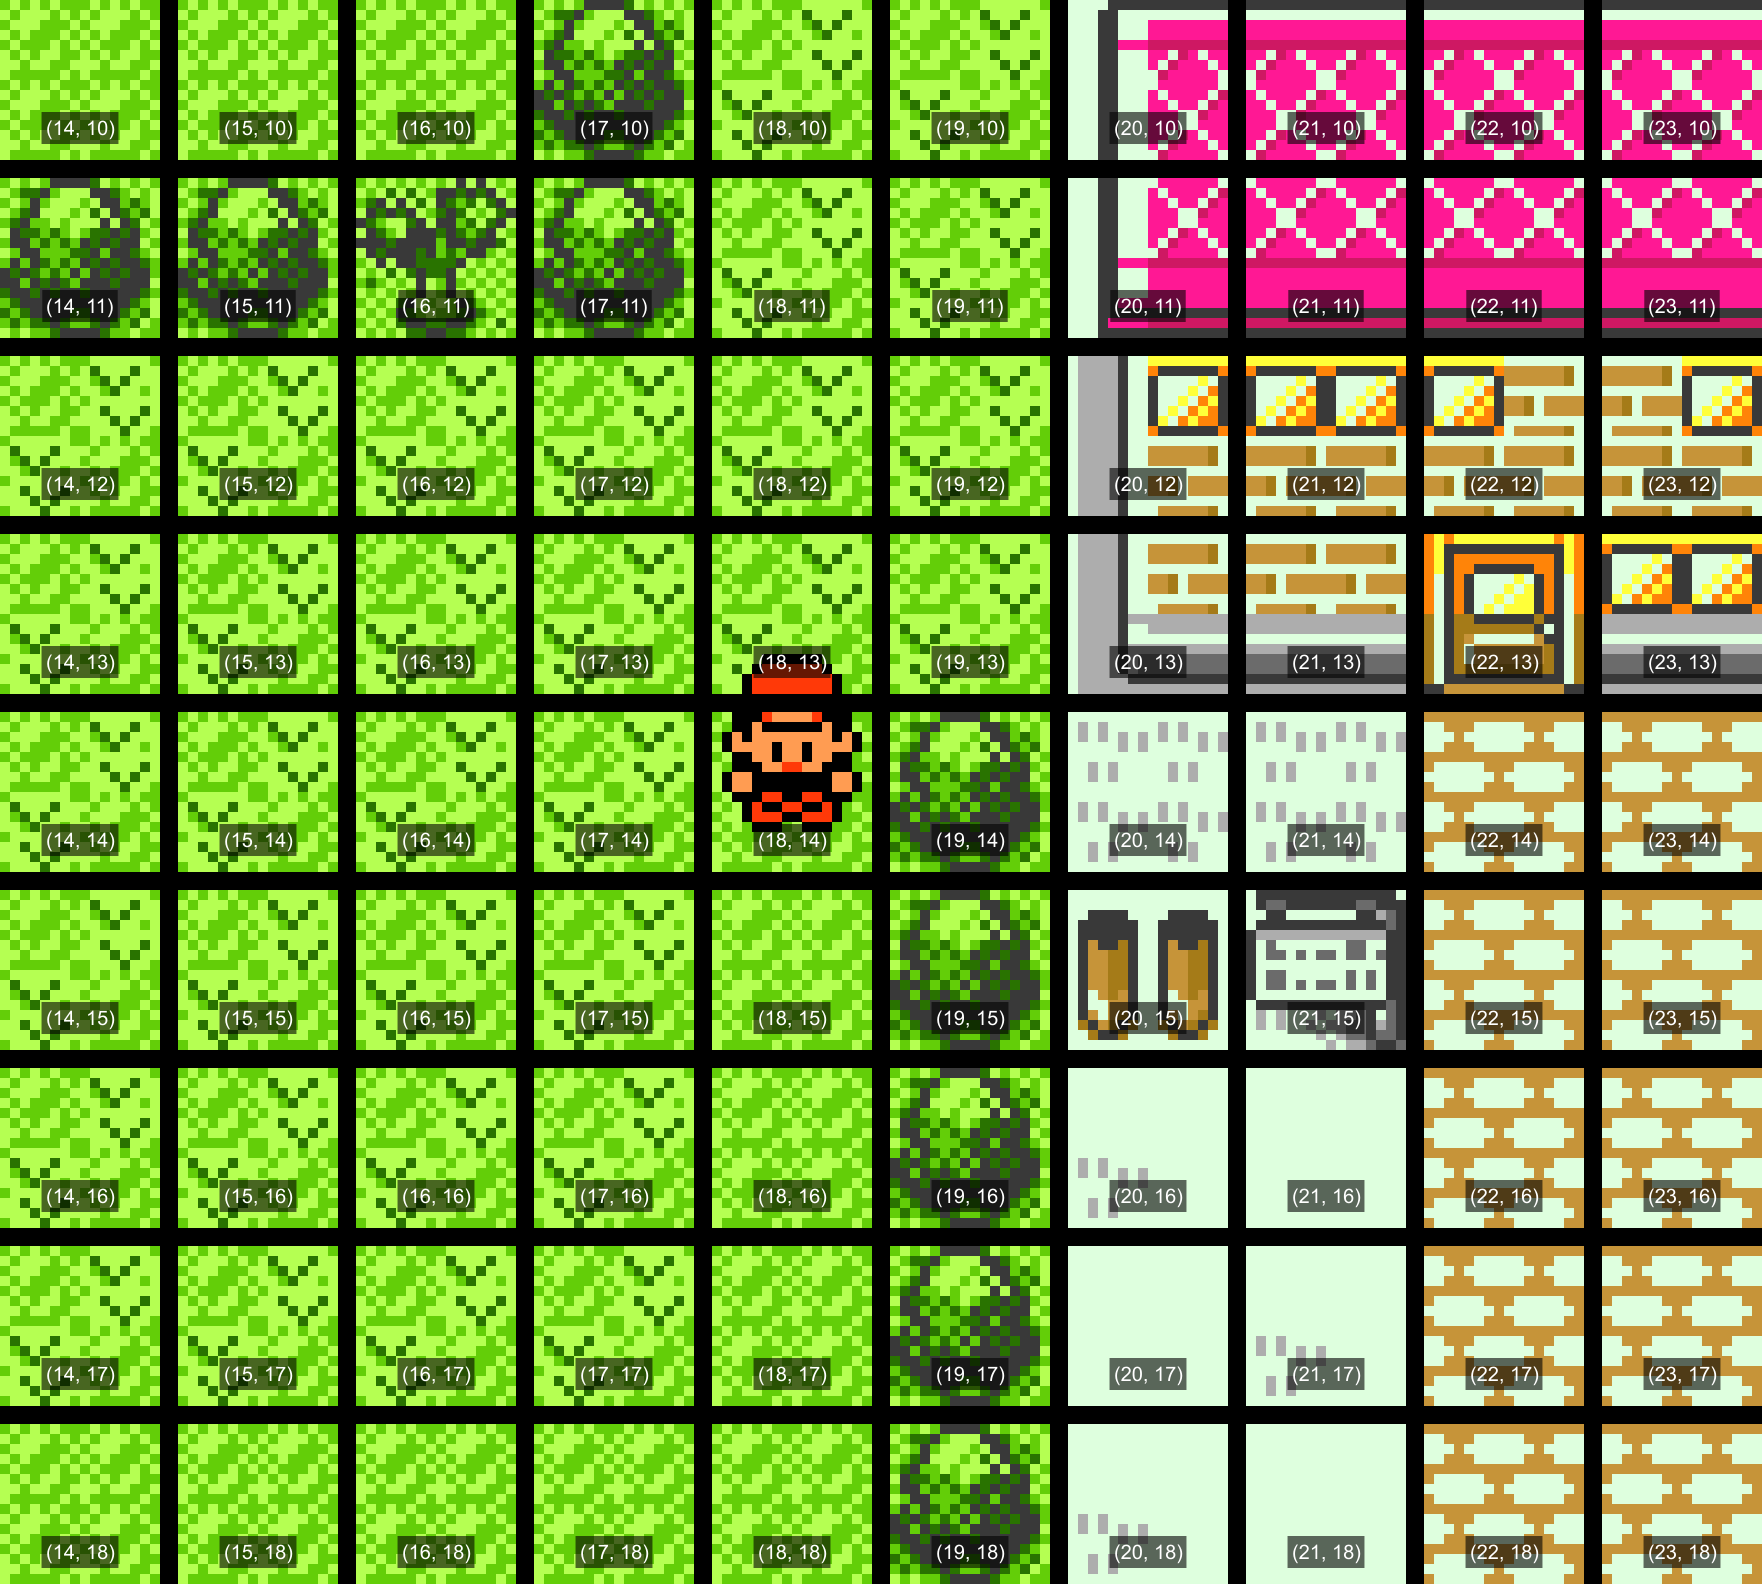 (14, 10) (15, 10) (16, 10) (17, 10) (18, 10) (19, 10) (20, 10) (21, 10) (22, 10) (23, 10)
(14, 11) (15, 11) (16, 11) (17, 11) (18, 11) (19, 11) (20, 11) (21, 11) (22, 11) (23, 11)
(14, 12) (15, 12) (16, 12) (17, 12) (18, 12) (19, 12) (20, 12) (21, 12) (22, 12) (23, 12)
(14, 13) (15, 13) (16, 13) (17, 13) (18, 13) (19, 13) (20, 13) (21, 13) (22, 13) (23, 13)
(14, 14) (15, 14) (16, 14) (17, 14) (18, 14) (19, 14) (20, 14) (21, 14) (22, 14) (23, 14)
(14, 15) (15, 15) (16, 15) (17, 15) (18, 15) (19, 15) (20, 15) (21, 15) (22, 15) (23, 15)
(14, 16) (15, 16) (16, 16) (17, 16) (18, 16) (19, 16) (20, 16) (21, 16) (22, 16) (23, 16)
(14, 17) (15, 17) (16, 17) (17, 17) (18, 17) (19, 17) (20, 17) (21, 17) (22, 17) (23, 17)
(14, 18) (15, 18) (16, 18) (17, 18) (18, 18) (19, 18) (20, 18) (21, 18) (22, 18) (23, 18)